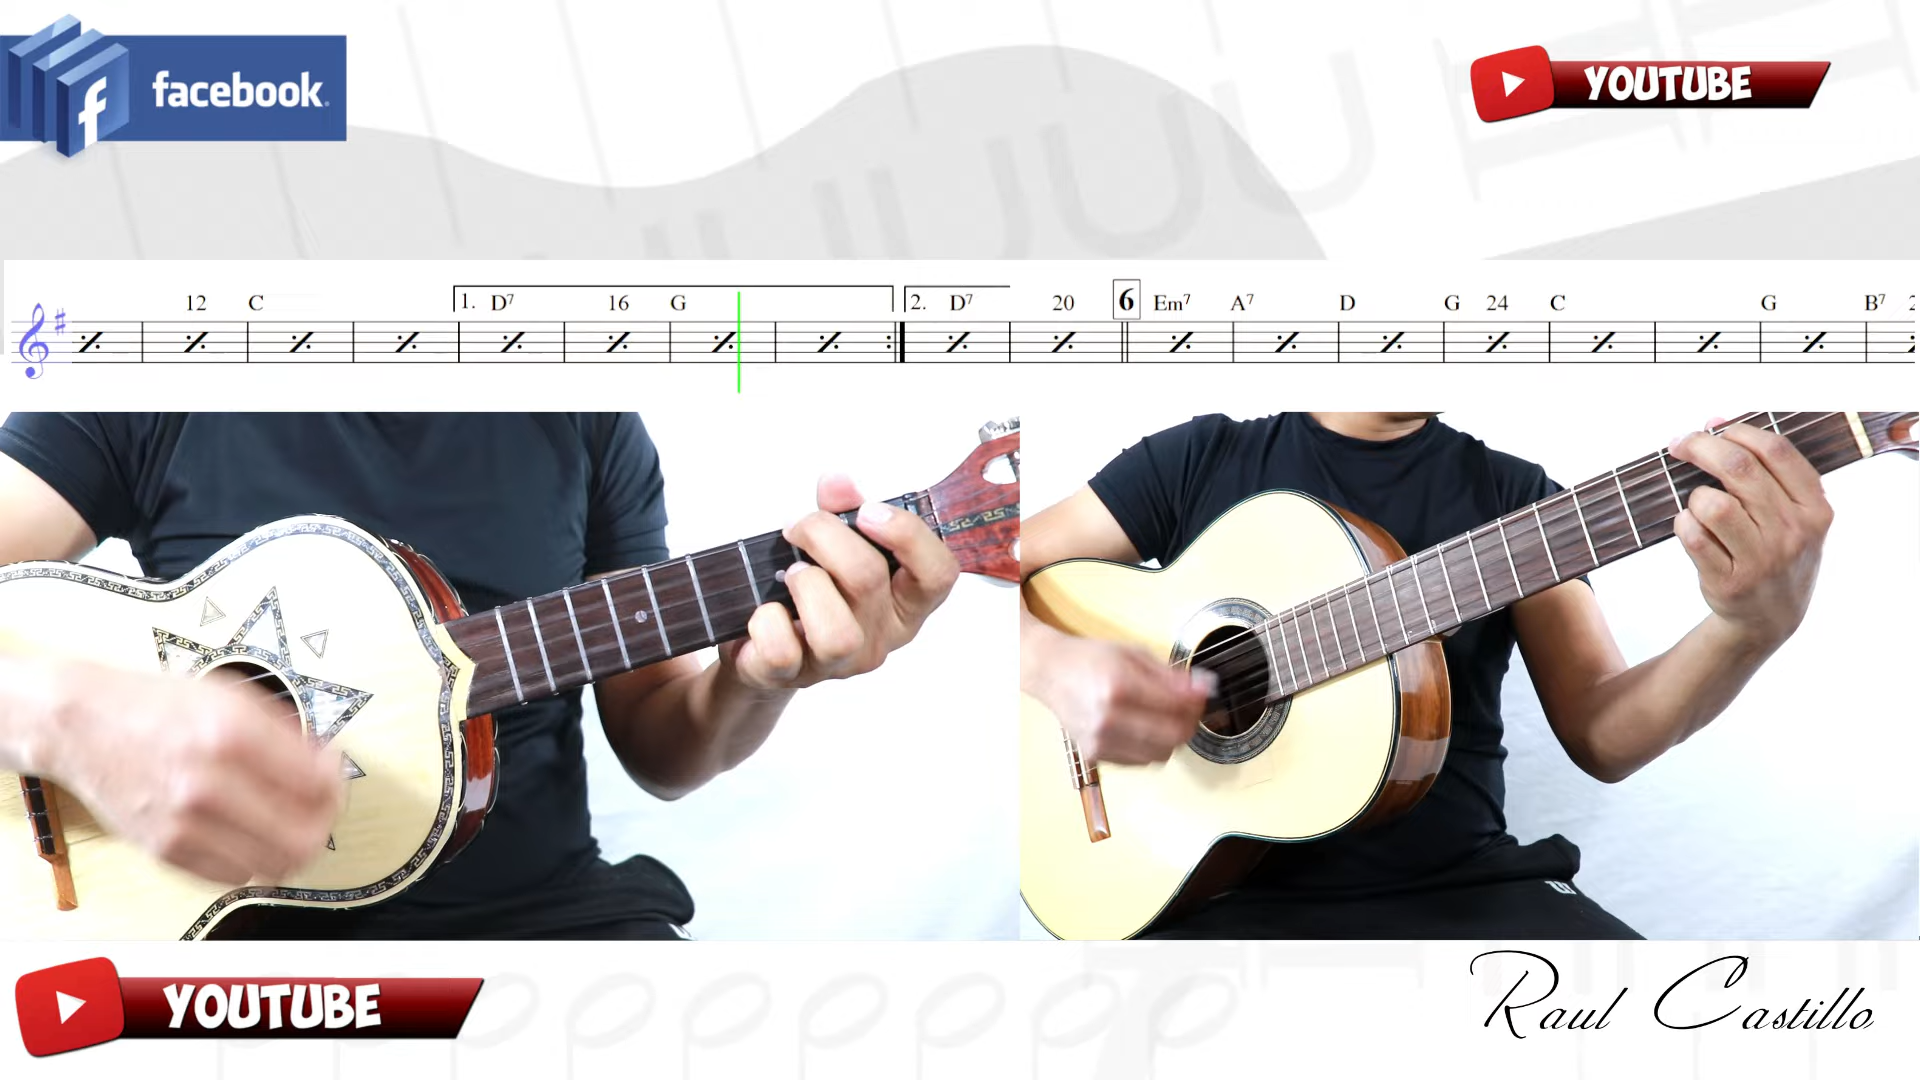 facebook.
YOUTUBE
12 C 1. D7 16 G 2. D7 20 6 Em7 A7 D G 24 C G B7
YOUTUBE
Raul Castillo